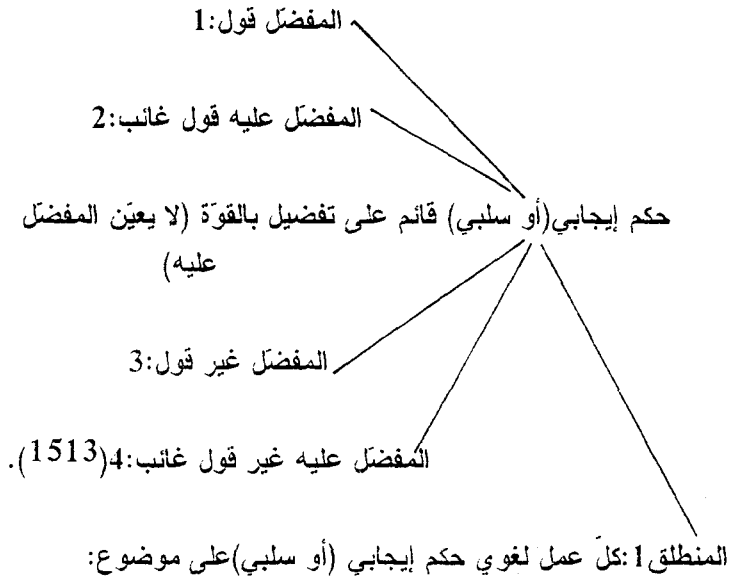 المفضّل قول:1
المفضّل عليه قول غائب:2
حكم إيجابي(أو سلبي) قائم على تفضيل بالقوّة (لا يعيّن المفضّل
عليه)
المفضّل غير قول:3
المفضّل عليه غير قول غائب:4(1513).
المنطلق1:كلّ عمل لغوي حكم إيجابي (أو سلبي)على موضوع: